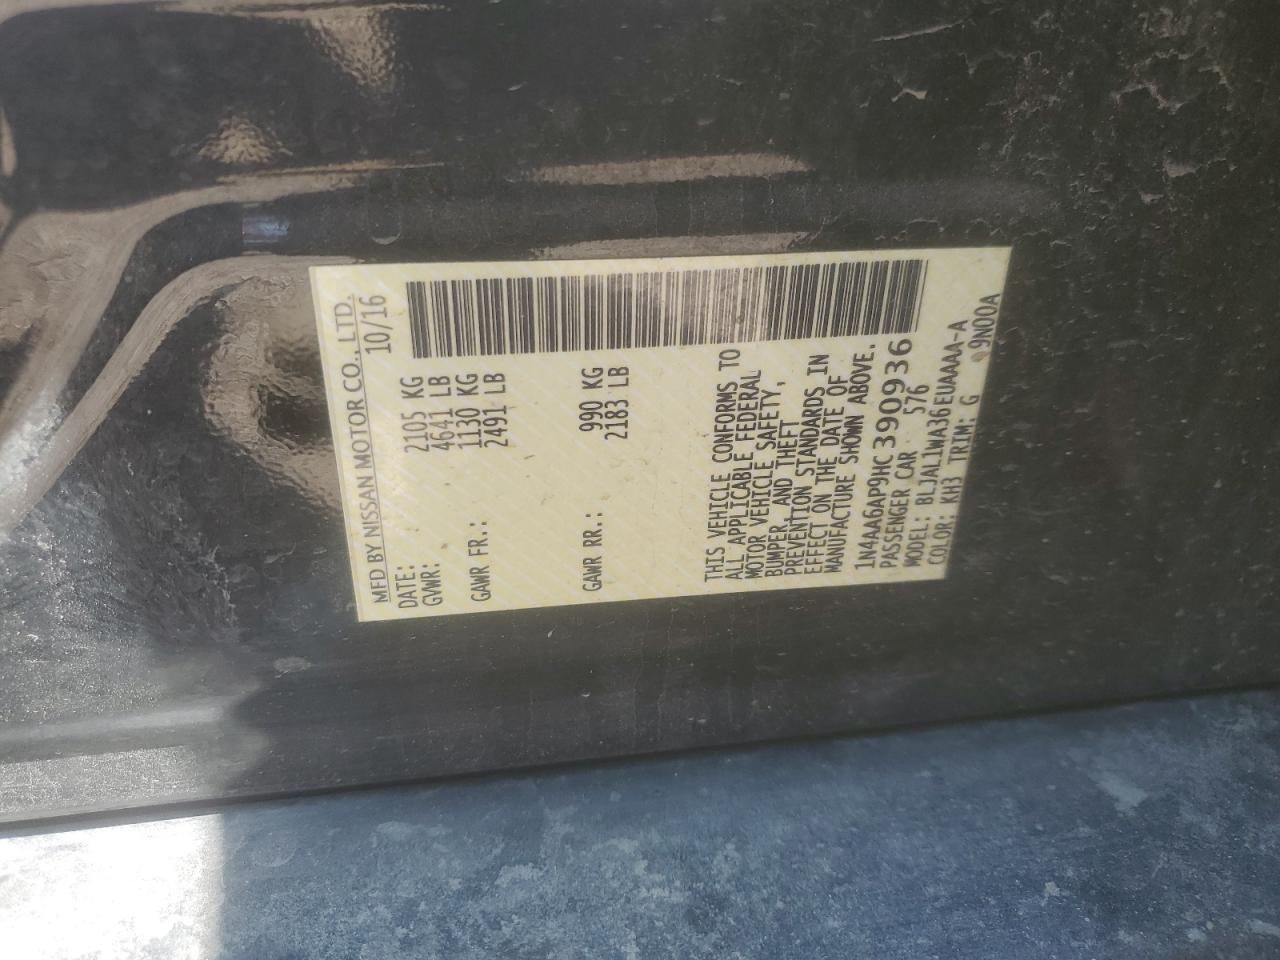 MFD BY NISSAN MOTOR CO., LTD.
DATE: 10/16
GVWR: 2105 KG
4641 LB
GAWR FR.: 1130 KG
2491 LB
GAWR RR.: 990 KG
2183 LB
THIS VEHICLE CONFORMS TO
ALL APPLICABLE FEDERAL
MOTOR VEHICLE SAFETY,
BUMPER, AND THEFT
PREVENTION STANDARDS IN
EFFECT ON THE DATE OF
MANUFACTURE SHOWN ABOVE.
1N4AA6AP9HC390936
PASSENGER CAR 576
MODEL: BLJAL1WA36EUAAAA-A
COLOR: KH3 TRIM: G 9N00A